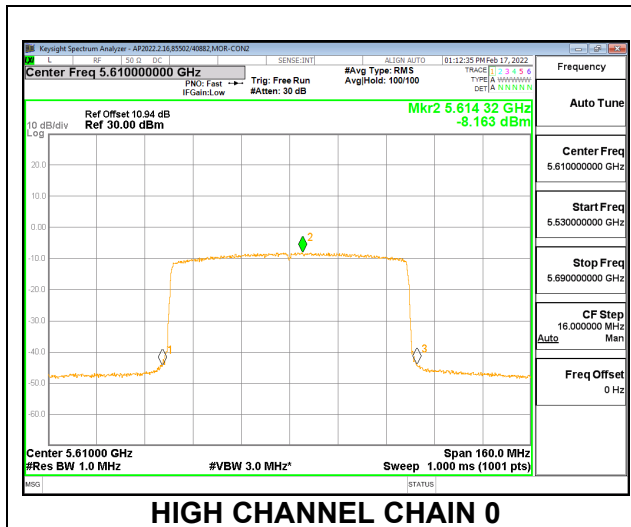 Keysight Spectrum Analyzer - AP2022.2.16,85502/40882,MOR-CON2
L RF 50 Ω DC SENSE:INT ALIGN AUTO 01:12:35 PM Feb 17, 2022
Center Freq 5.610000000 GHz
PNO: Fast
IFGain:Low
Trig: Free Run
#Atten: 30 dB
#Avg Type: RMS
Avg|Hold: 100/100
TRACE 1 2 3 4 5 6
TYPE A WWWWW
DET A N N N N N
Frequency
Auto Tune
Center Freq
5.610000000 GHz
Start Freq
5.530000000 GHz
Stop Freq
5.690000000 GHz
CF Step
16.000000 MHz
Auto Man
Freq Offset
0 Hz
Mkr2 5.614 32 GHz
-8.163 dBm
Ref Offset 10.94 dB
10 dB/div Ref 30.00 dBm
Log
20.0
10.0
0.00
-10.0
-20.0
-30.0
-40.0
-50.0
-60.0
2
1
3
Center 5.61000 GHz Span 160.0 MHz
#Res BW 1.0 MHz #VBW 3.0 MHz* Sweep 1.000 ms (1001 pts)
MSG STATUS
HIGH CHANNEL CHAIN 0